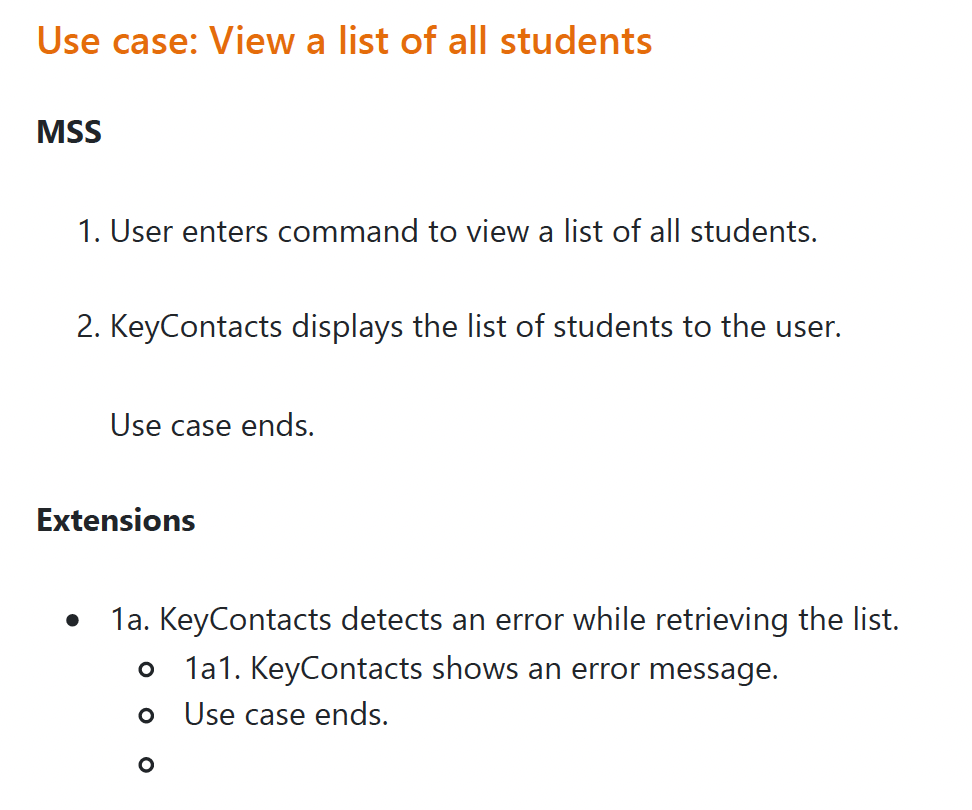 Use case: View a list of all students
MSS
1. User enters command to view a list of all students.
2. KeyContacts displays the list of students to the user.
Use case ends.
Extensions
• 1a. KeyContacts detects an error while retrieving the list.
○ 1a1. KeyContacts shows an error message.
○ Use case ends.
○